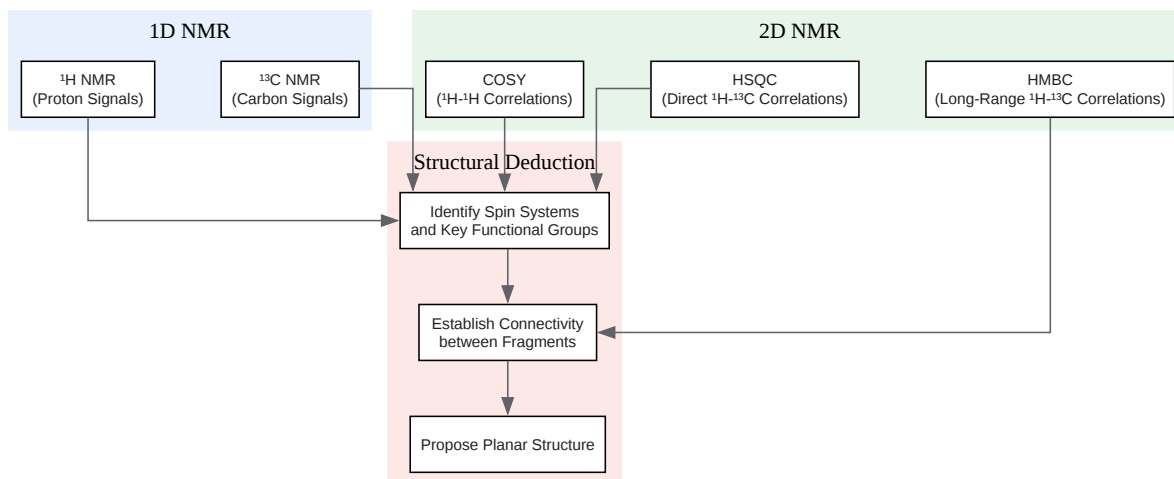 1D NMR
2D NMR
¹H NMR
(Proton Signals)
¹³C NMR
(Carbon Signals)
COSY
(¹H-¹H Correlations)
HSQC
(Direct ¹H-¹³C Correlations)
HMBC
(Long-Range ¹H-¹³C Correlations)
Structural Deduction
Identify Spin Systems
and Key Functional Groups
Establish Connectivity
between Fragments
Propose Planar Structure